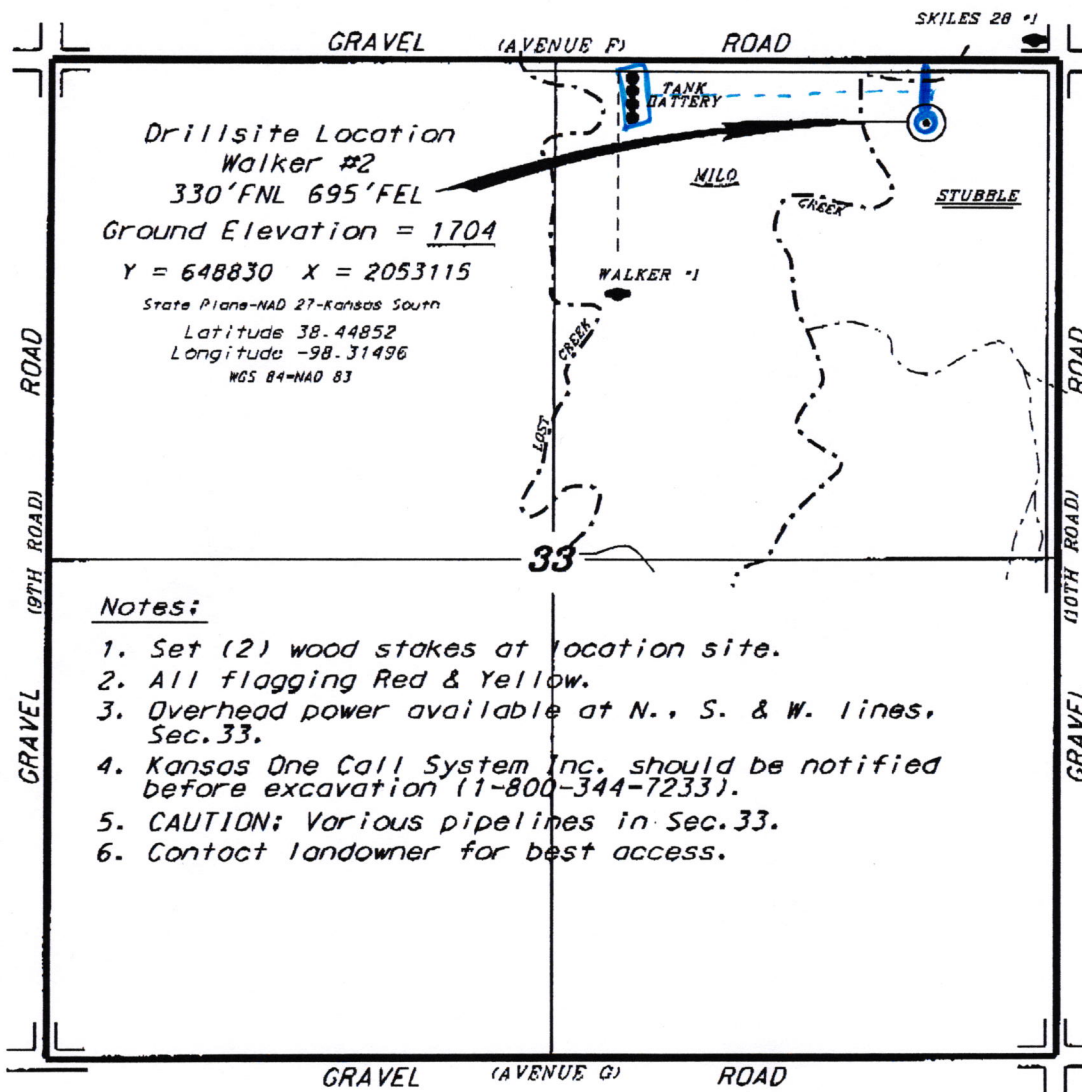 SKILES 28 #1
GRAVEL (AVENUE F) ROAD
TANK
BATTERY
Drillsite Location
Walker #2
330'FNL 695'FEL
Ground Elevation = 1704
Y = 648830 X = 2053115
State Plane-NAD 27-Kansas South
Latitude 38.44852
Longitude -98.31496
WGS 84=NAD 83
MILO
STUBBLE
CREEK
WALKER #1
LOST CREEK
GRAVEL (9TH ROAD) ROAD
GRAVEL (10TH ROAD) ROAD
33
Notes:
1. Set (2) wood stakes at location site.
2. All flagging Red & Yellow.
3. Overhead power available at N., S. & W. lines,
Sec.33.
4. Kansas One Call System Inc. should be notified
before excavation (1-800-344-7233).
5. CAUTION: Various pipelines in Sec.33.
6. Contact landowner for best access.
GRAVEL (AVENUE G) ROAD